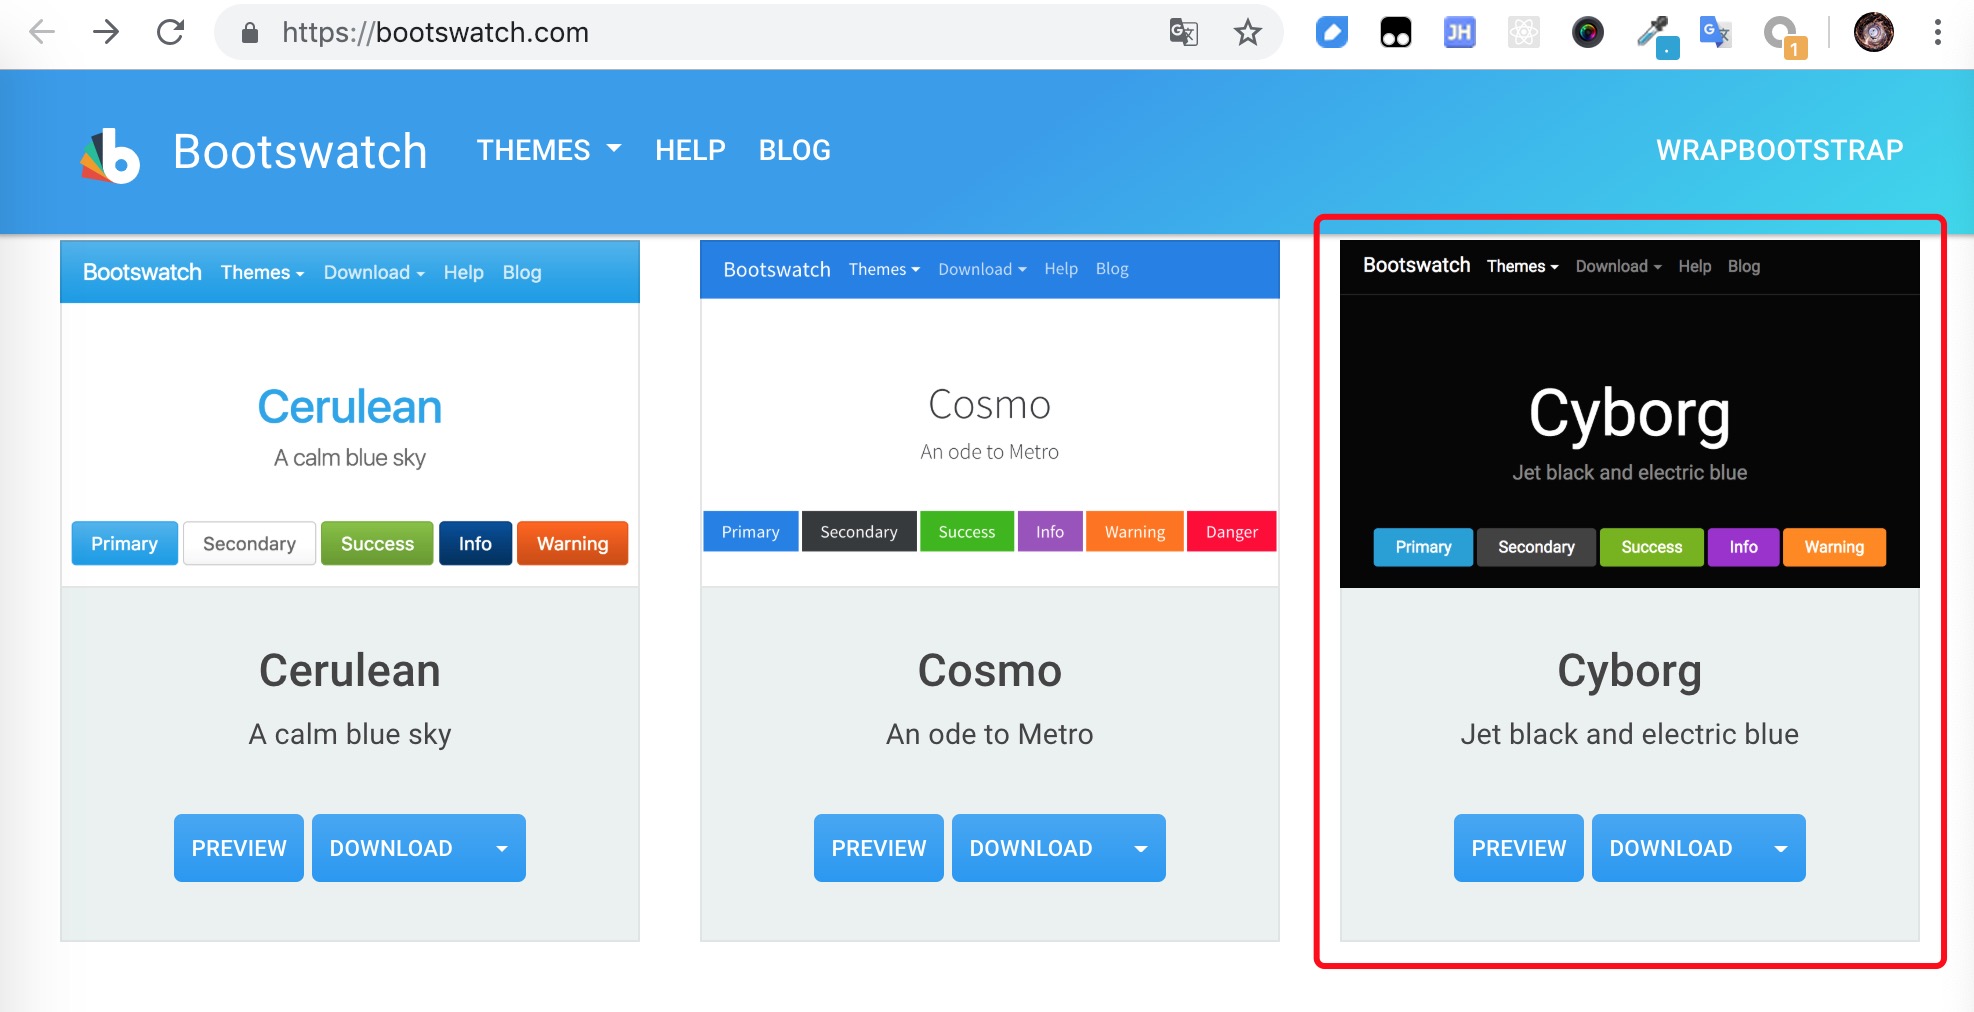 https://bootswatch.com
JH
1
Bootswatch THEMES HELP BLOG WRAPBOOTSTRAP
Bootswatch Themes Download Help Blog
Cerulean
A calm blue sky
Primary Secondary Success Info Warning
Cerulean
A calm blue sky
PREVIEW DOWNLOAD
Bootswatch Themes Download Help Blog
Cosmo
An ode to Metro
Primary Secondary Success Info Warning Danger
Cosmo
An ode to Metro
PREVIEW DOWNLOAD
Bootswatch Themes Download Help Blog
Cyborg
Jet black and electric blue
Primary Secondary Success Info Warning
Cyborg
Jet black and electric blue
PREVIEW DOWNLOAD